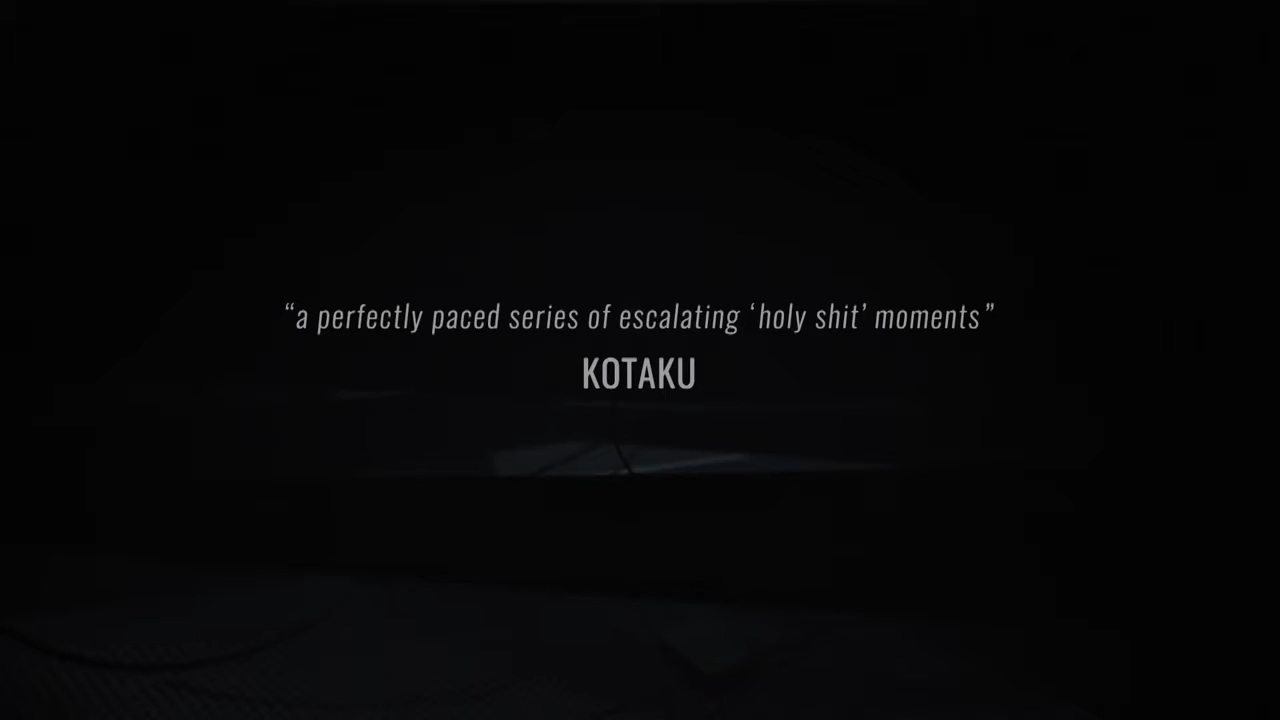 “a perfectly paced series of escalating ‘holy shit’ moments”
KOTAKU